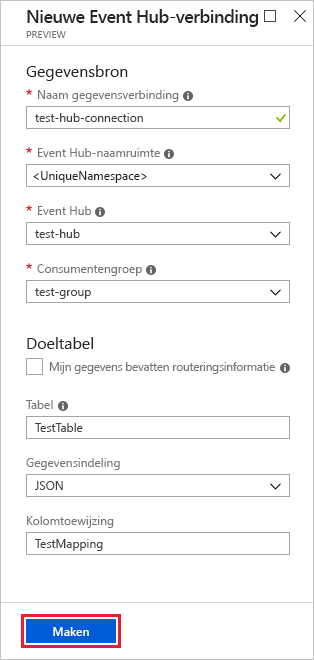 Nieuwe Event Hub-verbinding
PREVIEW
Gegevensbron
* Naam gegevensverbinding
test-hub-connection
* Event Hub-naamruimte
<UniqueNamespace>
* Event Hub
test-hub
* Consumentengroep
test-group
Doeltabel
Mijn gegevens bevatten routeringsinformatie
Tabel
TestTable
Gegevensindeling
JSON
Kolomtoewijzing
TestMapping
Maken